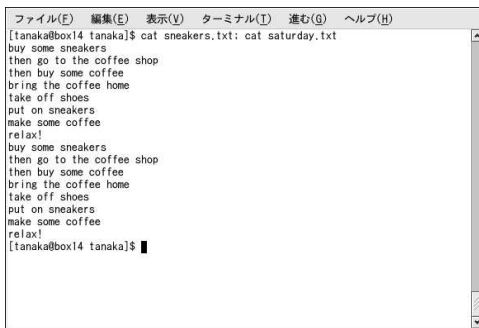 ファイル(F) 編集(E) 表示(V) ターミナル(T) 進む(G) ヘルプ(H)
[tanaka@box14 tanaka]$ cat sneakers.txt; cat saturday.txt
buy some sneakers
then go to the coffee shop
then buy some coffee
bring the coffee home
take off shoes
put on sneakers
make some coffee
relax!
buy some sneakers
then go to the coffee shop
then buy some coffee
bring the coffee home
take off shoes
put on sneakers
make some coffee
relax!
[tanaka@box14 tanaka]$